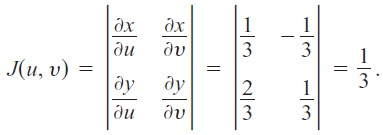 J(u, v) = | ∂x/∂u ∂x/∂v ; ∂y/∂u ∂y/∂v | = | 1/3 −1/3 ; 2/3 1/3 | = 1/3.